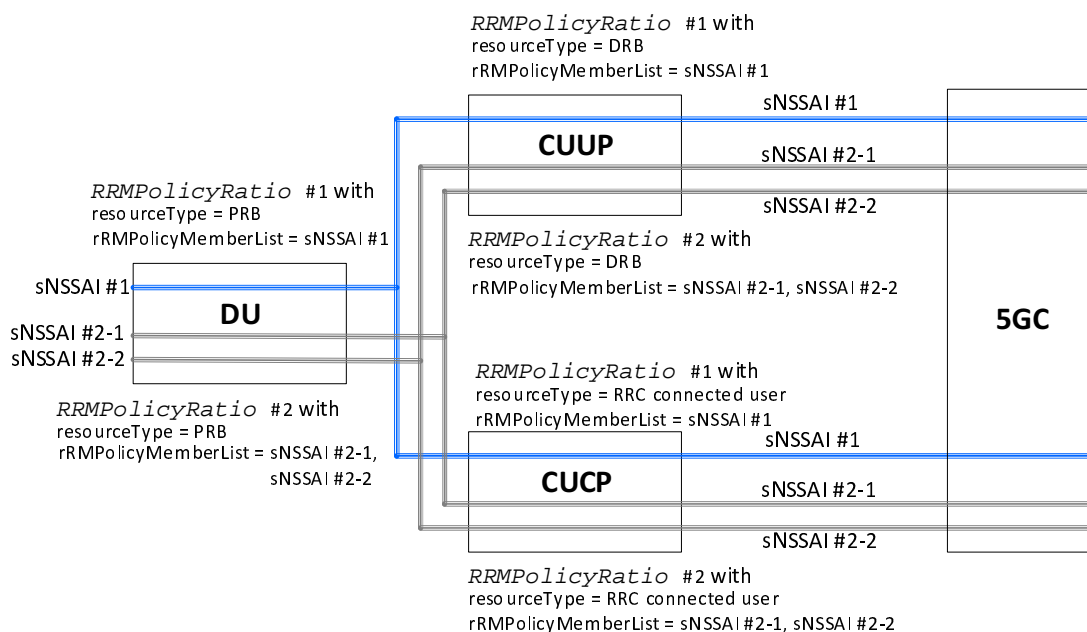 RRMPolicyRatio #1 with
resourceType = DRB
rRMPolicyMemberList = sNSSAI #1
sNSSAI #1
CUUP
sNSSAI #2-1
sNSSAI #2-2
RRMPolicyRatio #1 with
resourceType = PRB
rRMPolicyMemberList = sNSSAI #1
RRMPolicyRatio #2 with
resourceType = DRB
rRMPolicyMemberList = sNSSAI #2-1, sNSSAI #2-2
sNSSAI #1
DU
sNSSAI #2-1
sNSSAI #2-2
5GC
RRMPolicyRatio #2 with
resourceType = PRB
rRMPolicyMemberList = sNSSAI #2-1,
sNSSAI #2-2
RRMPolicyRatio #1 with
resourceType = RRC connected user
rRMPolicyMemberList = sNSSAI #1
sNSSAI #1
CUCP
sNSSAI #2-1
sNSSAI #2-2
RRMPolicyRatio #2 with
resourceType = RRC connected user
rRMPolicyMemberList = sNSSAI #2-1, sNSSAI #2-2